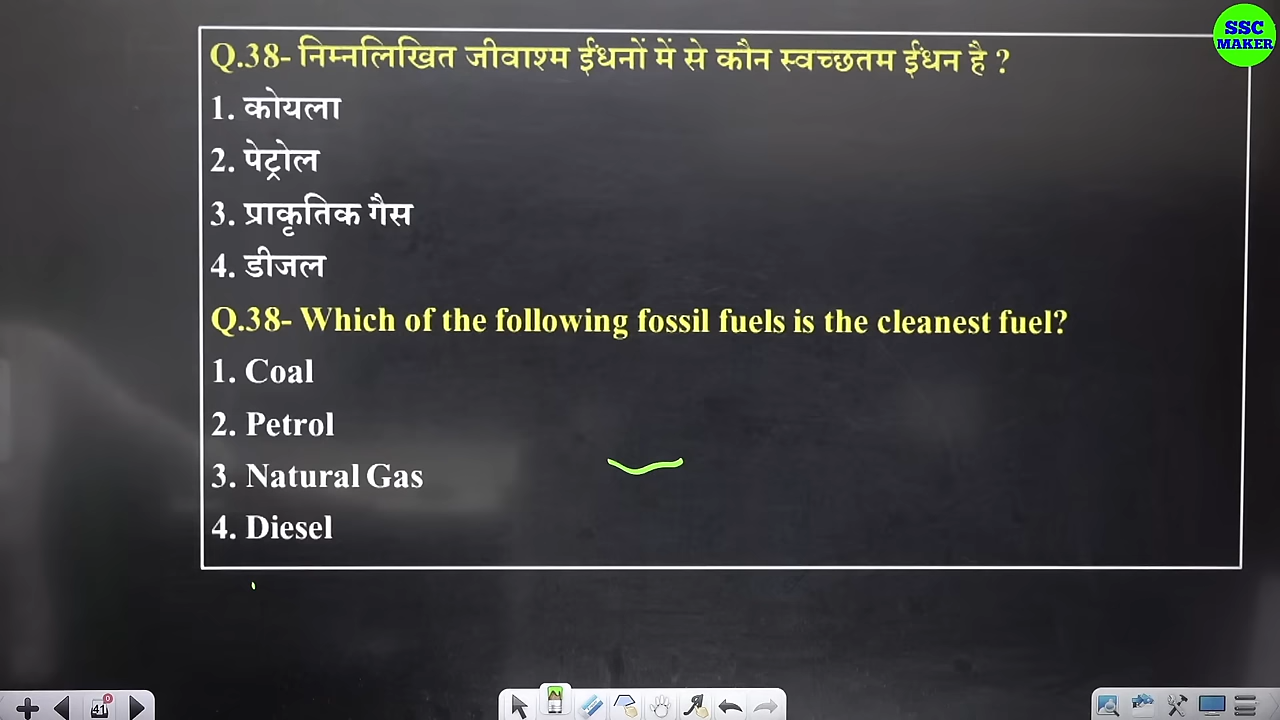 SSC
MAKER
Q.38- निम्नलिखित जीवाश्म ईंधनों में से कौन स्वच्छतम ईंधन है ?
1. कोयला
2. पेट्रोल
3. प्राकृतिक गैस
4. डीजल
Q.38- Which of the following fossil fuels is the cleanest fuel?
1. Coal
2. Petrol
3. Natural Gas
4. Diesel
41
0